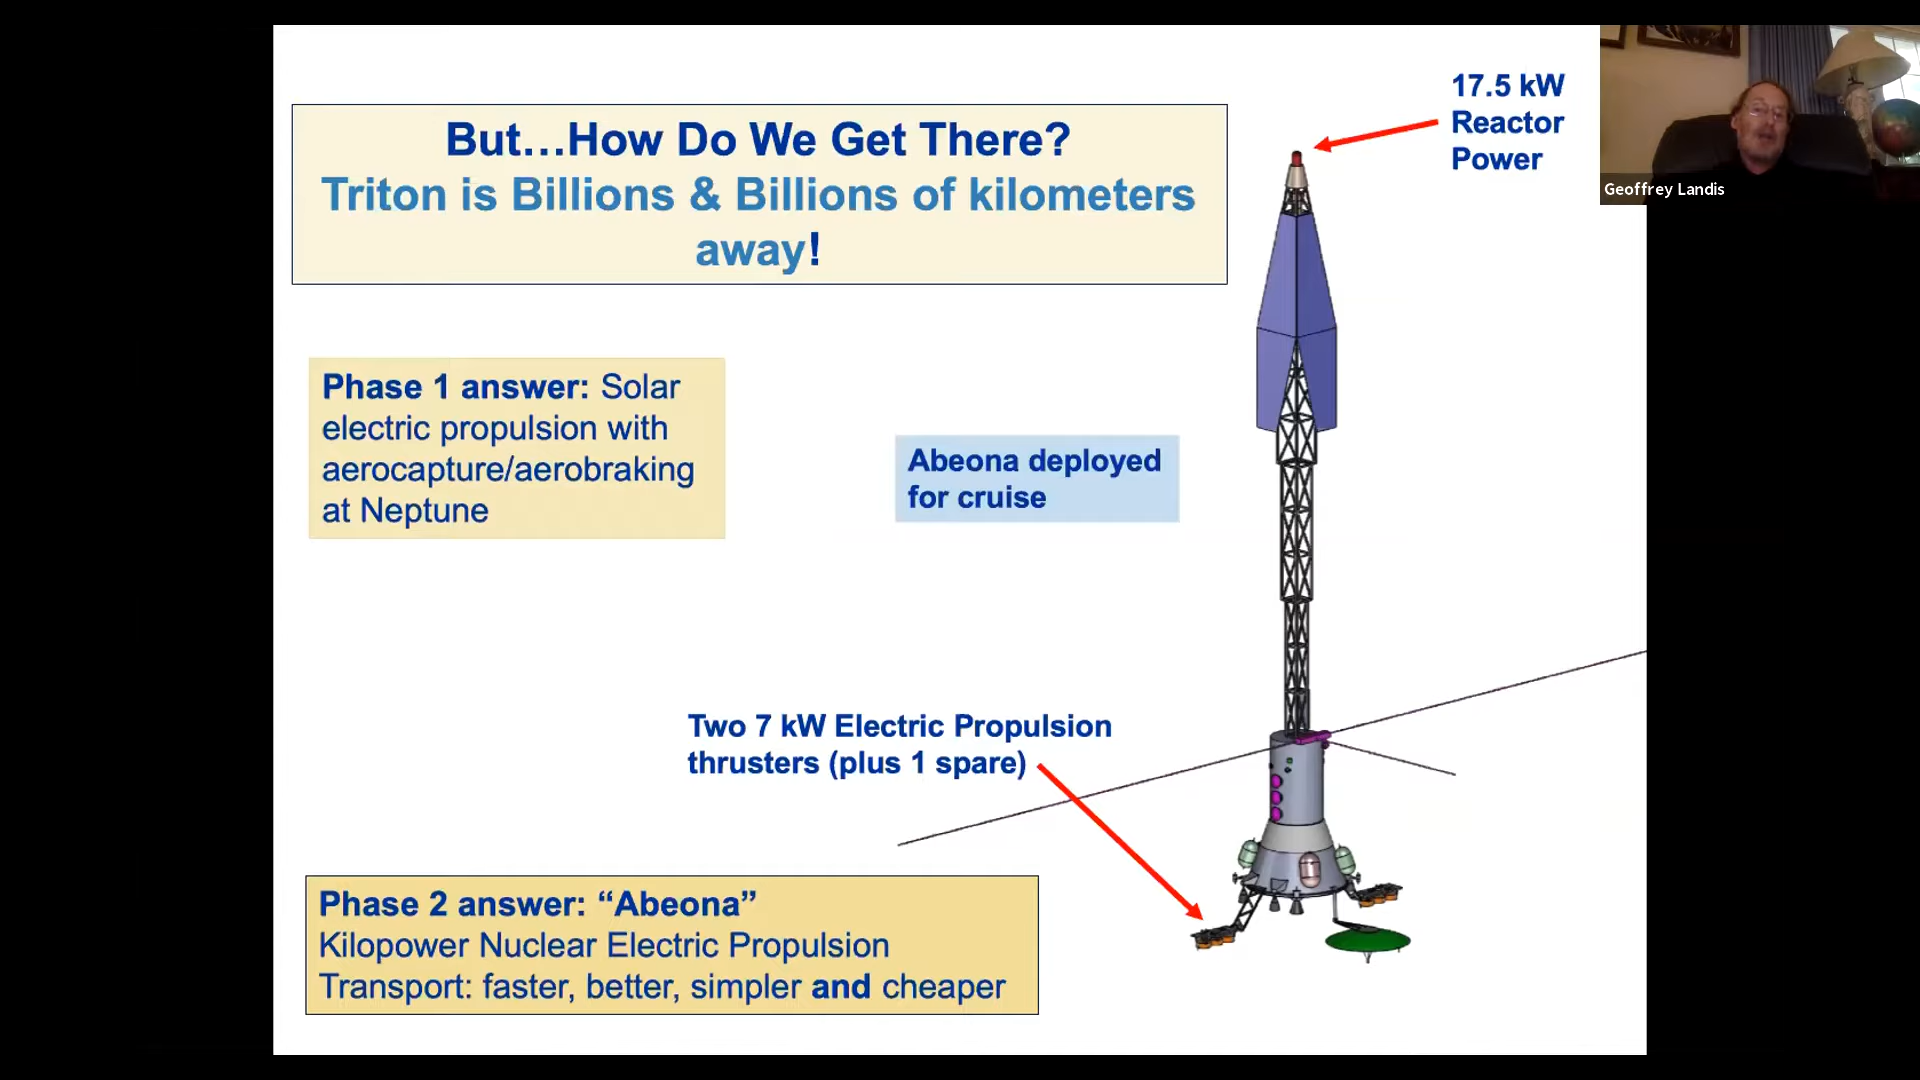 17.5 kW
Reactor
Power
Geoffrey Landis
But…How Do We Get There?
Triton is Billions & Billions of kilometers
away!
Phase 1 answer: Solar
electric propulsion with
aerocapture/aerobraking
at Neptune
Abeona deployed
for cruise
Two 7 kW Electric Propulsion
thrusters (plus 1 spare)
Phase 2 answer: “Abeona”
Kilopower Nuclear Electric Propulsion
Transport: faster, better, simpler and cheaper